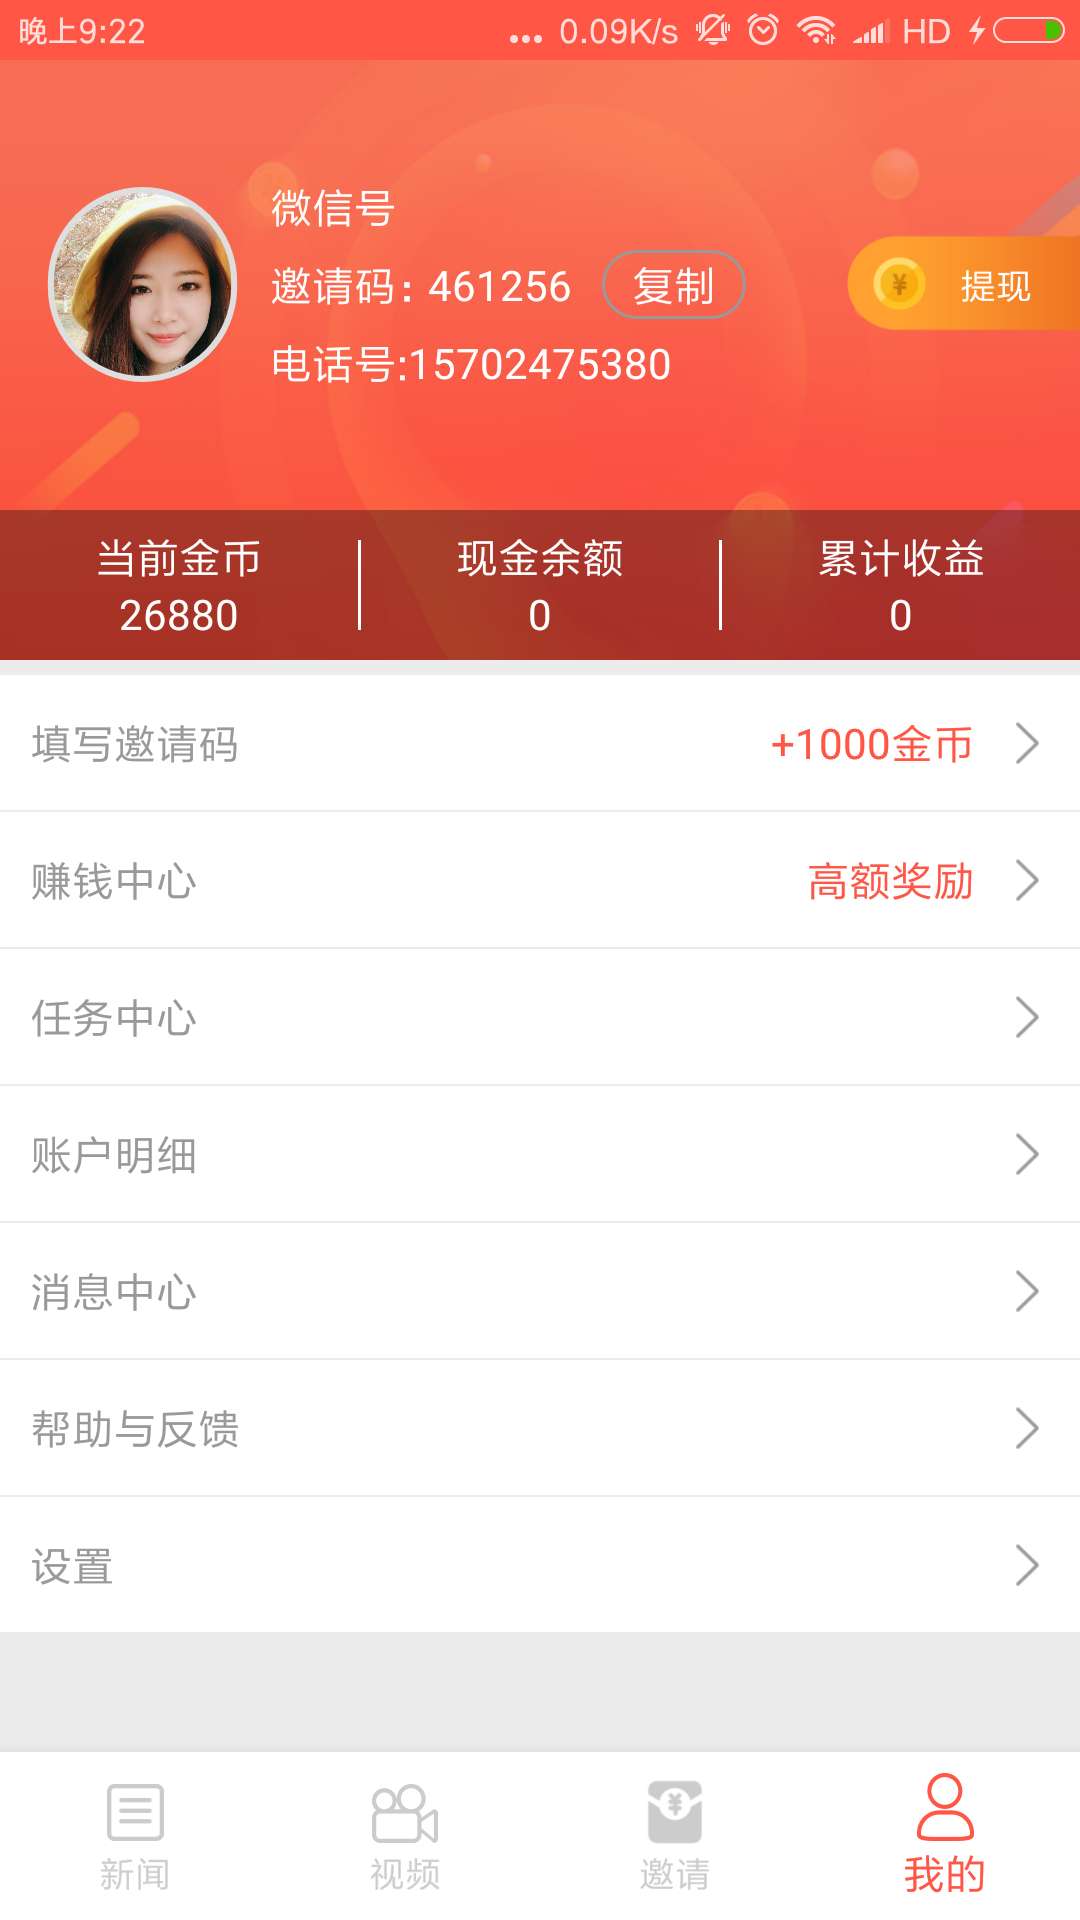 晚上9:22 ... 0.09K/s HD
微信号
邀请码: 461256 复制
¥ 提现
电话号:15702475380
当前金币 现金余额 累计收益
26880 0 0
填写邀请码 +1000金币
赚钱中心 高额奖励
任务中心
账户明细
消息中心
帮助与反馈
设置
¥
新闻 视频 邀请 我的